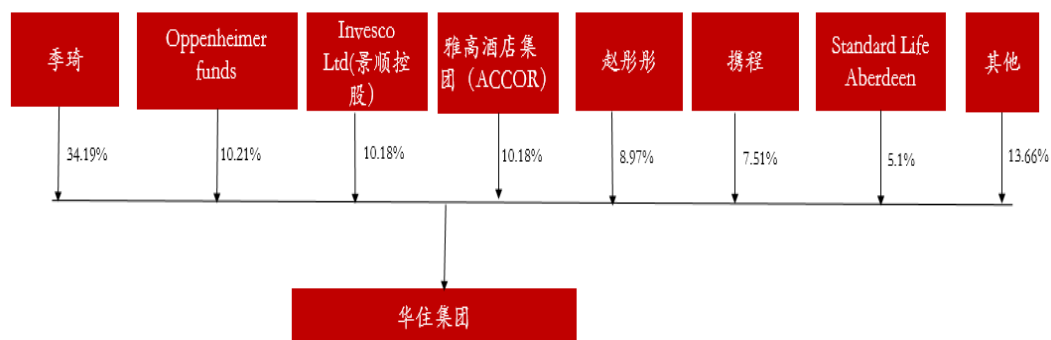 季琦
Oppenheimer
funds
Invesco
Ltd(景顺控
股）
雅高酒店集
团（ACCOR）
赵彤彤
携程
Standard Life
Aberdeen
其他
34.19%
10.21%
10.18%
10.18%
8.97%
7.51%
5.1%
13.66%
华住集团